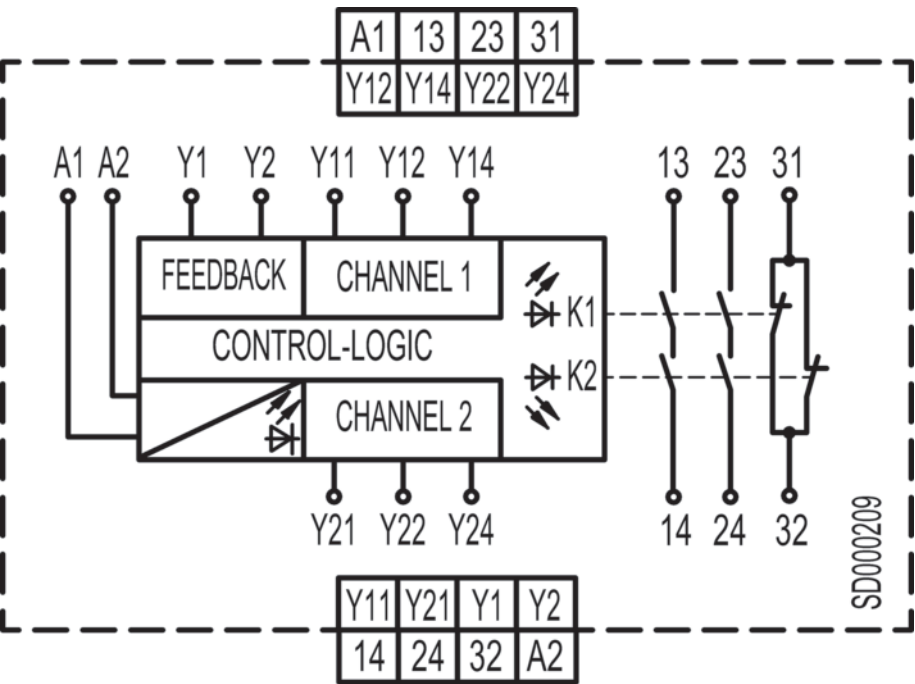 A1 13 23 31
Y12 Y14 Y22 Y24
A1 A2 Y1 Y2 Y11 Y12 Y14 13 23 31
FEEDBACK CHANNEL 1
K1
CONTROL-LOGIC
K2
CHANNEL 2
Y21 Y22 Y24 14 24 32
SD000209
Y11 Y21 Y1 Y2
14 24 32 A2